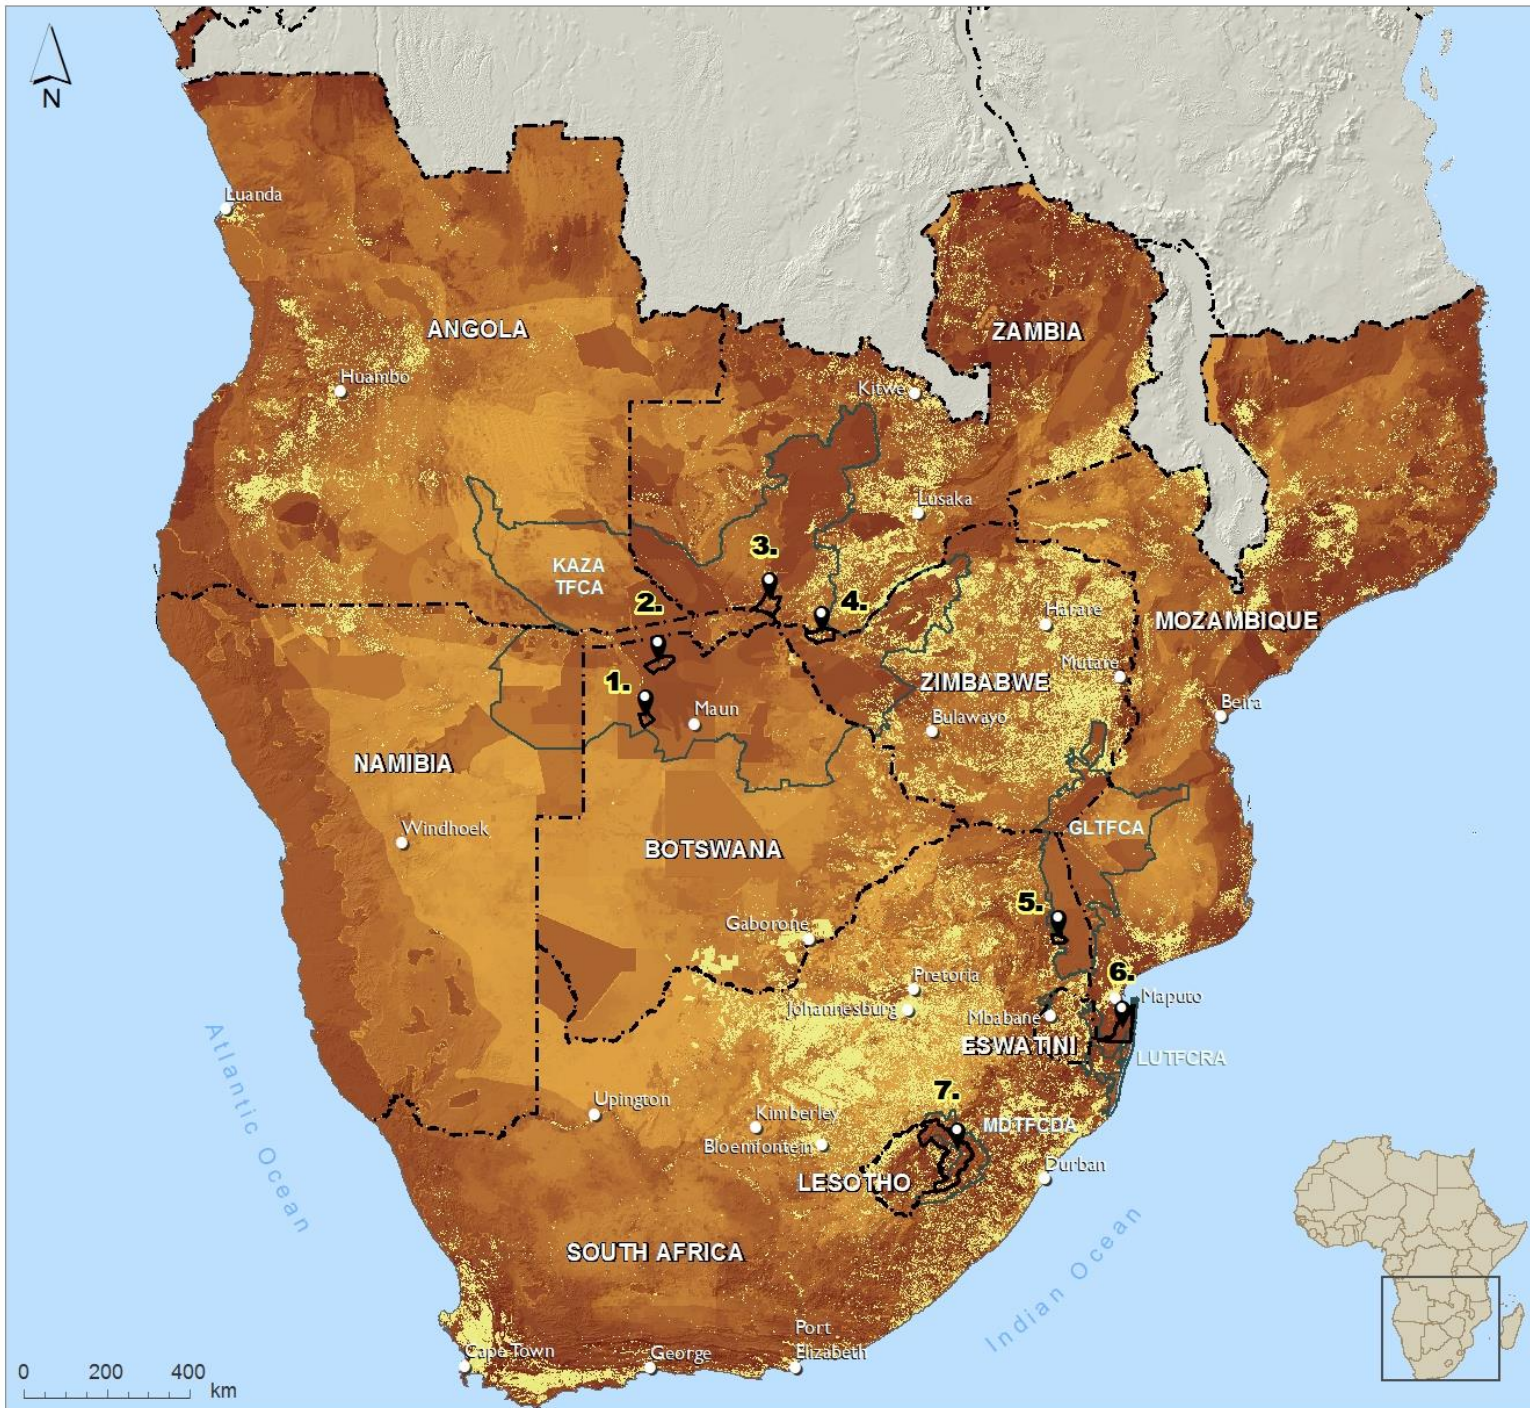 N
Luanda
ANGOLA
ZAMBIA
Huambo
Kitwe
Lusaka
3.
KAZA
TFCA
2.
4.
Harare
MOZAMBIQUE
Mutare
1.
ZIMBABWE
Maun
Bulawayo
Beira
NAMIBIA
Windhoek
BOTSWANA
GLTFCA
5.
Gaborone
6.
Pretoria
Maputo
Johannesburg
Mbabane
ESWATINI
LUTFCRA
Atlantic Ocean
7.
Upington
Kimberley
MDTFCDA
Bloemfontein
Durban
LESOTHO
SOUTH AFRICA
Indian Ocean
Port
Elizabeth
Cape Town
George
0 200 400
km